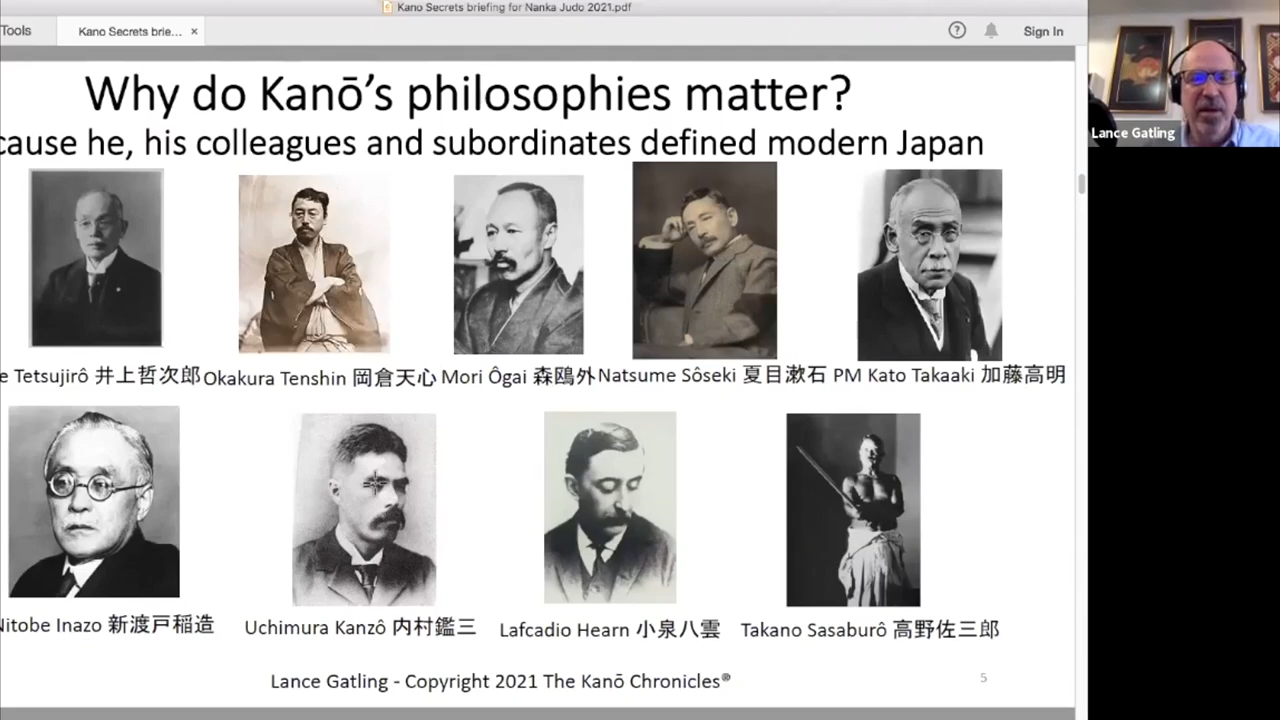 Kano Secrets briefing for Nanka Judo 2021.pdf
Tools
Kano Secrets brie... ×
?
Sign In
Lance Gatling
Why do Kanō's philosophies matter?
cause he, his colleagues and subordinates defined modern Japan
e Tetsujirô 井上哲次郎 Okakura Tenshin 岡倉天心 Mori Ôgai 森鴎外 Natsume Sôseki 夏目漱石 PM Kato Takaaki 加藤高明
Nitobe Inazo 新渡戸稲造 Uchimura Kanzô 内村鑑三 Lafcadio Hearn 小泉八雲 Takano Sasaburô 高野佐三郎
Lance Gatling - Copyright 2021 The Kanō Chronicles®
5